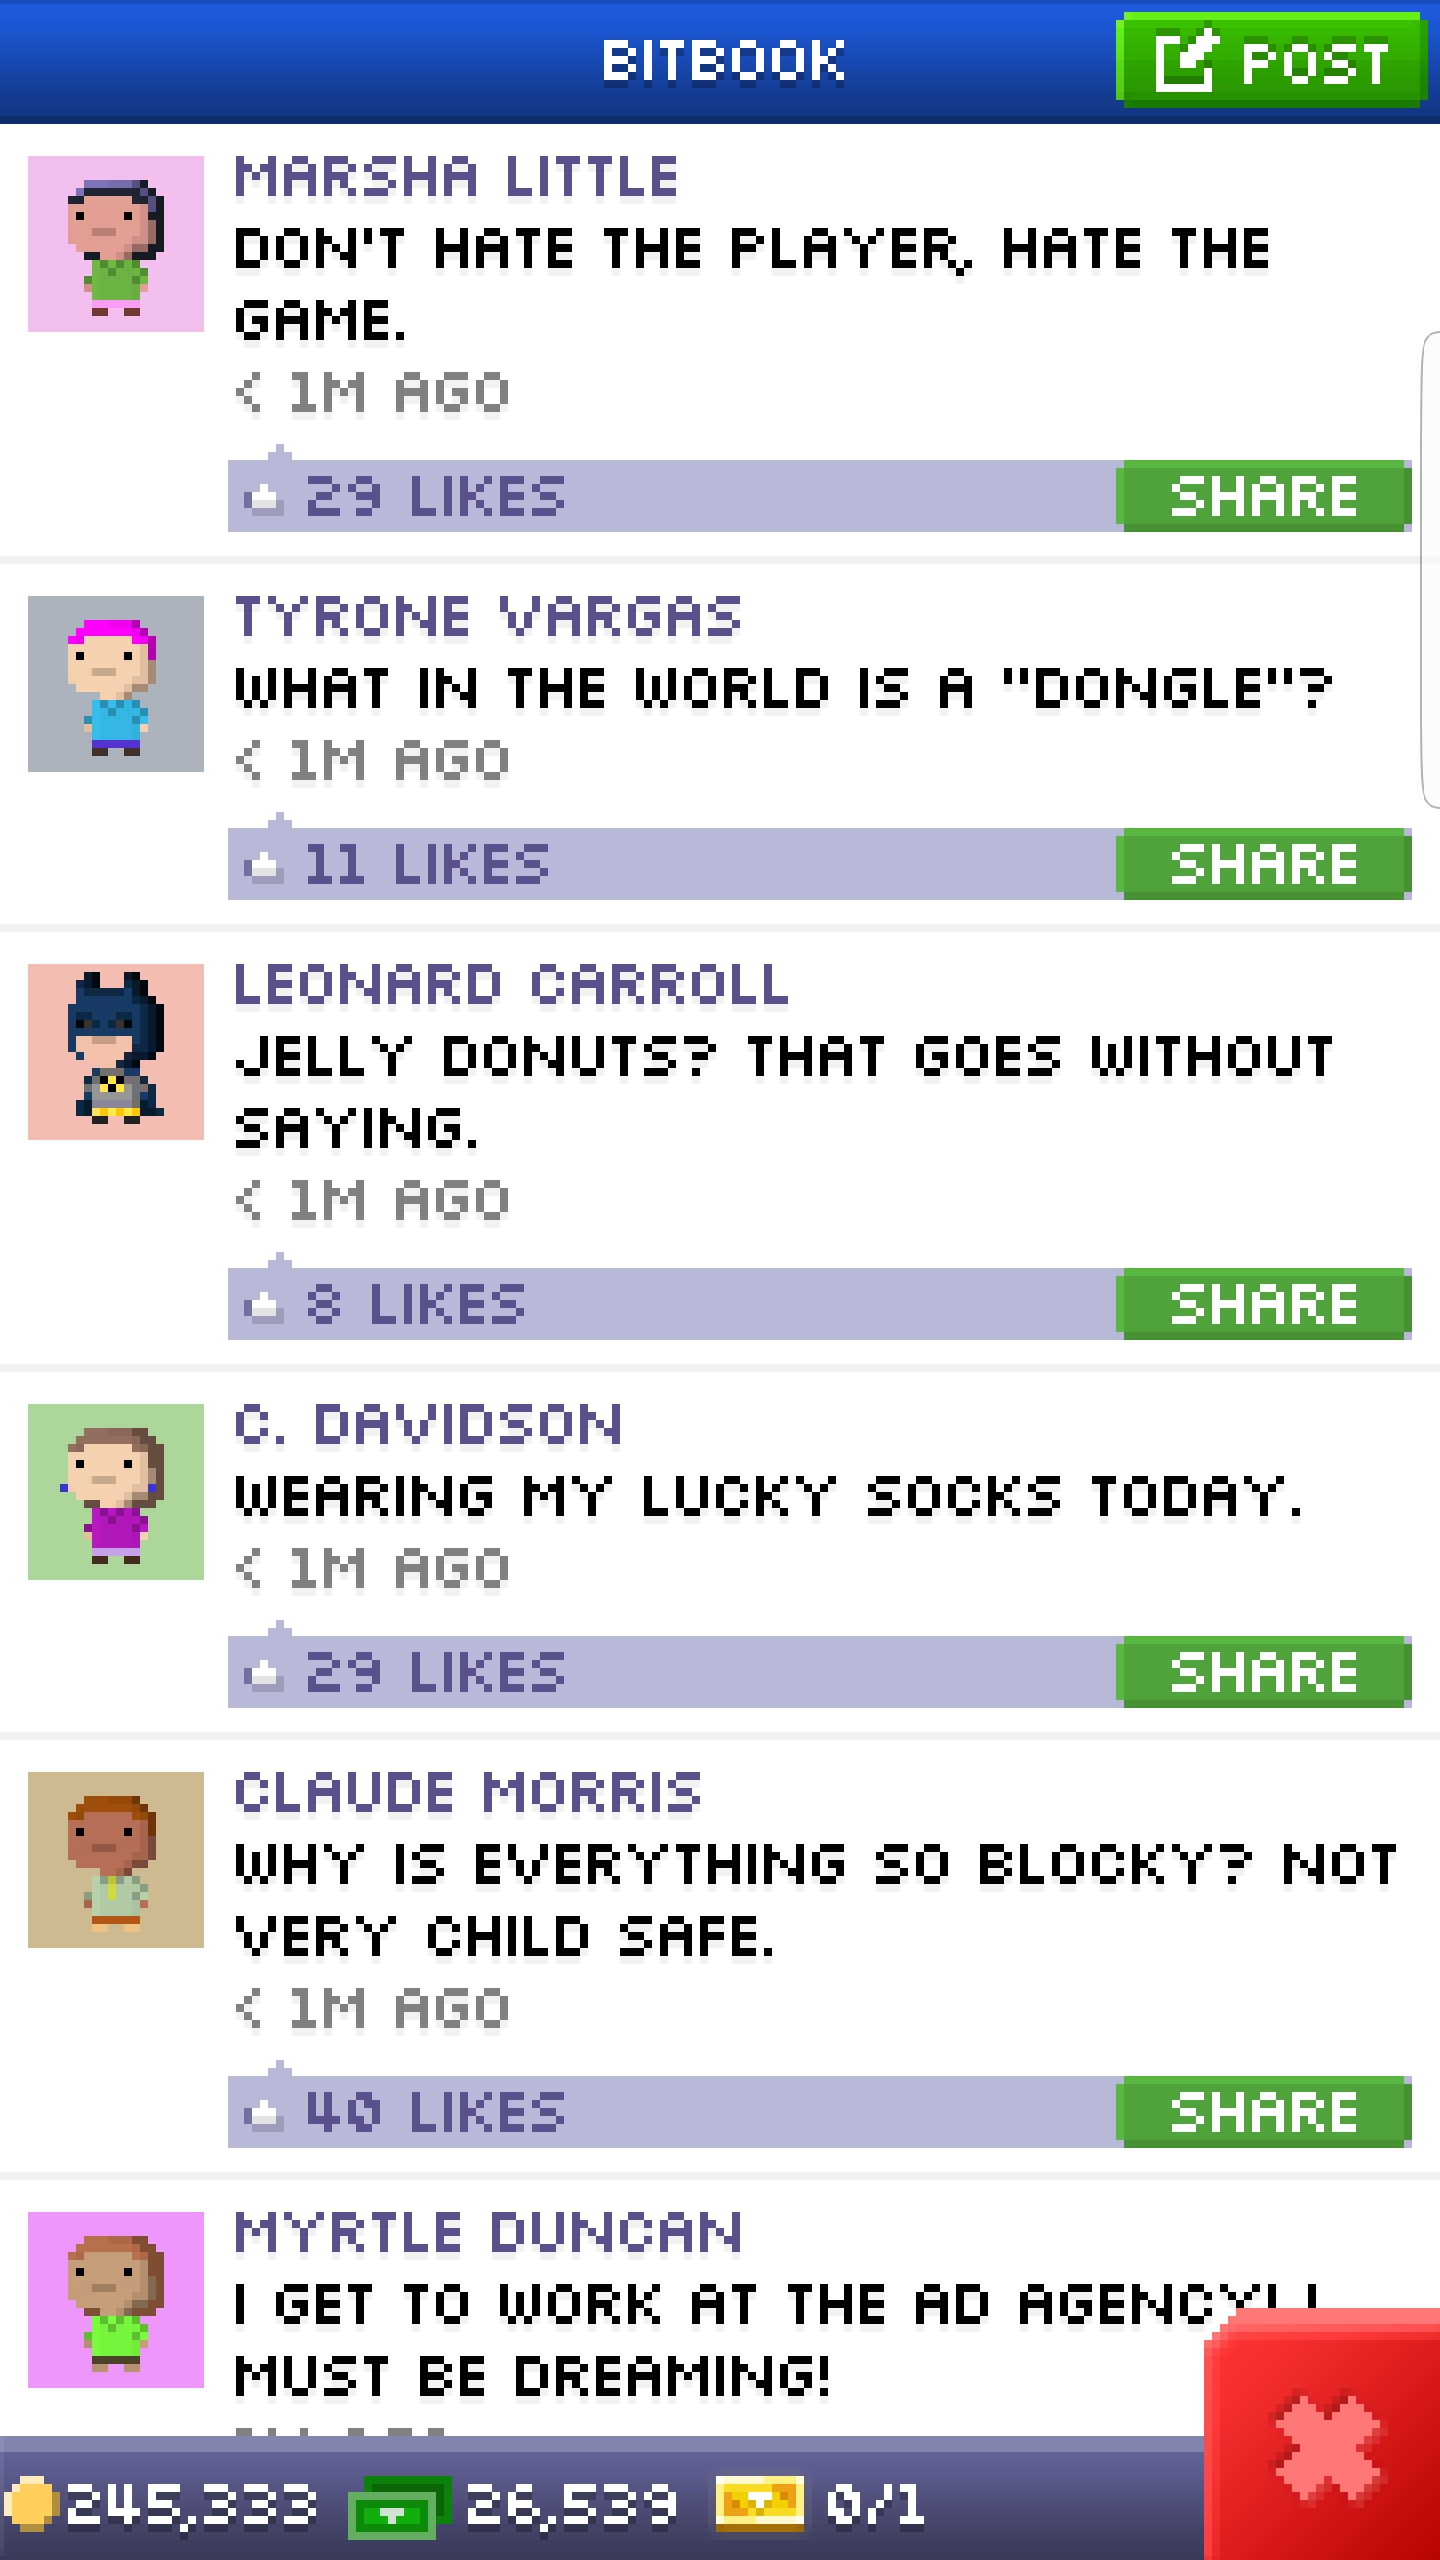 BITBOOK
POST
MARSHA LITTLE
DON'T HATE THE PLAYER, HATE THE
GAME.
< 1M AGO
29 LIKES
SHARE
TYRONE VARGAS
WHAT IN THE WORLD IS A "DONGLE"?
< 1M AGO
11 LIKES
SHARE
LEONARD CARROLL
JELLY DONUTS? THAT GOES WITHOUT
SAYING.
< 1M AGO
8 LIKES
SHARE
C. DAVIDSON
WEARING MY LUCKY SOCKS TODAY.
< 1M AGO
29 LIKES
SHARE
CLAUDE MORRIS
WHY IS EVERYTHING SO BLOCKY? NOT
VERY CHILD SAFE.
< 1M AGO
40 LIKES
SHARE
MYRTLE DUNCAN
I GET TO WORK AT THE AD AGENCY! I
MUST BE DREAMING!
245,333
26,539
0/1